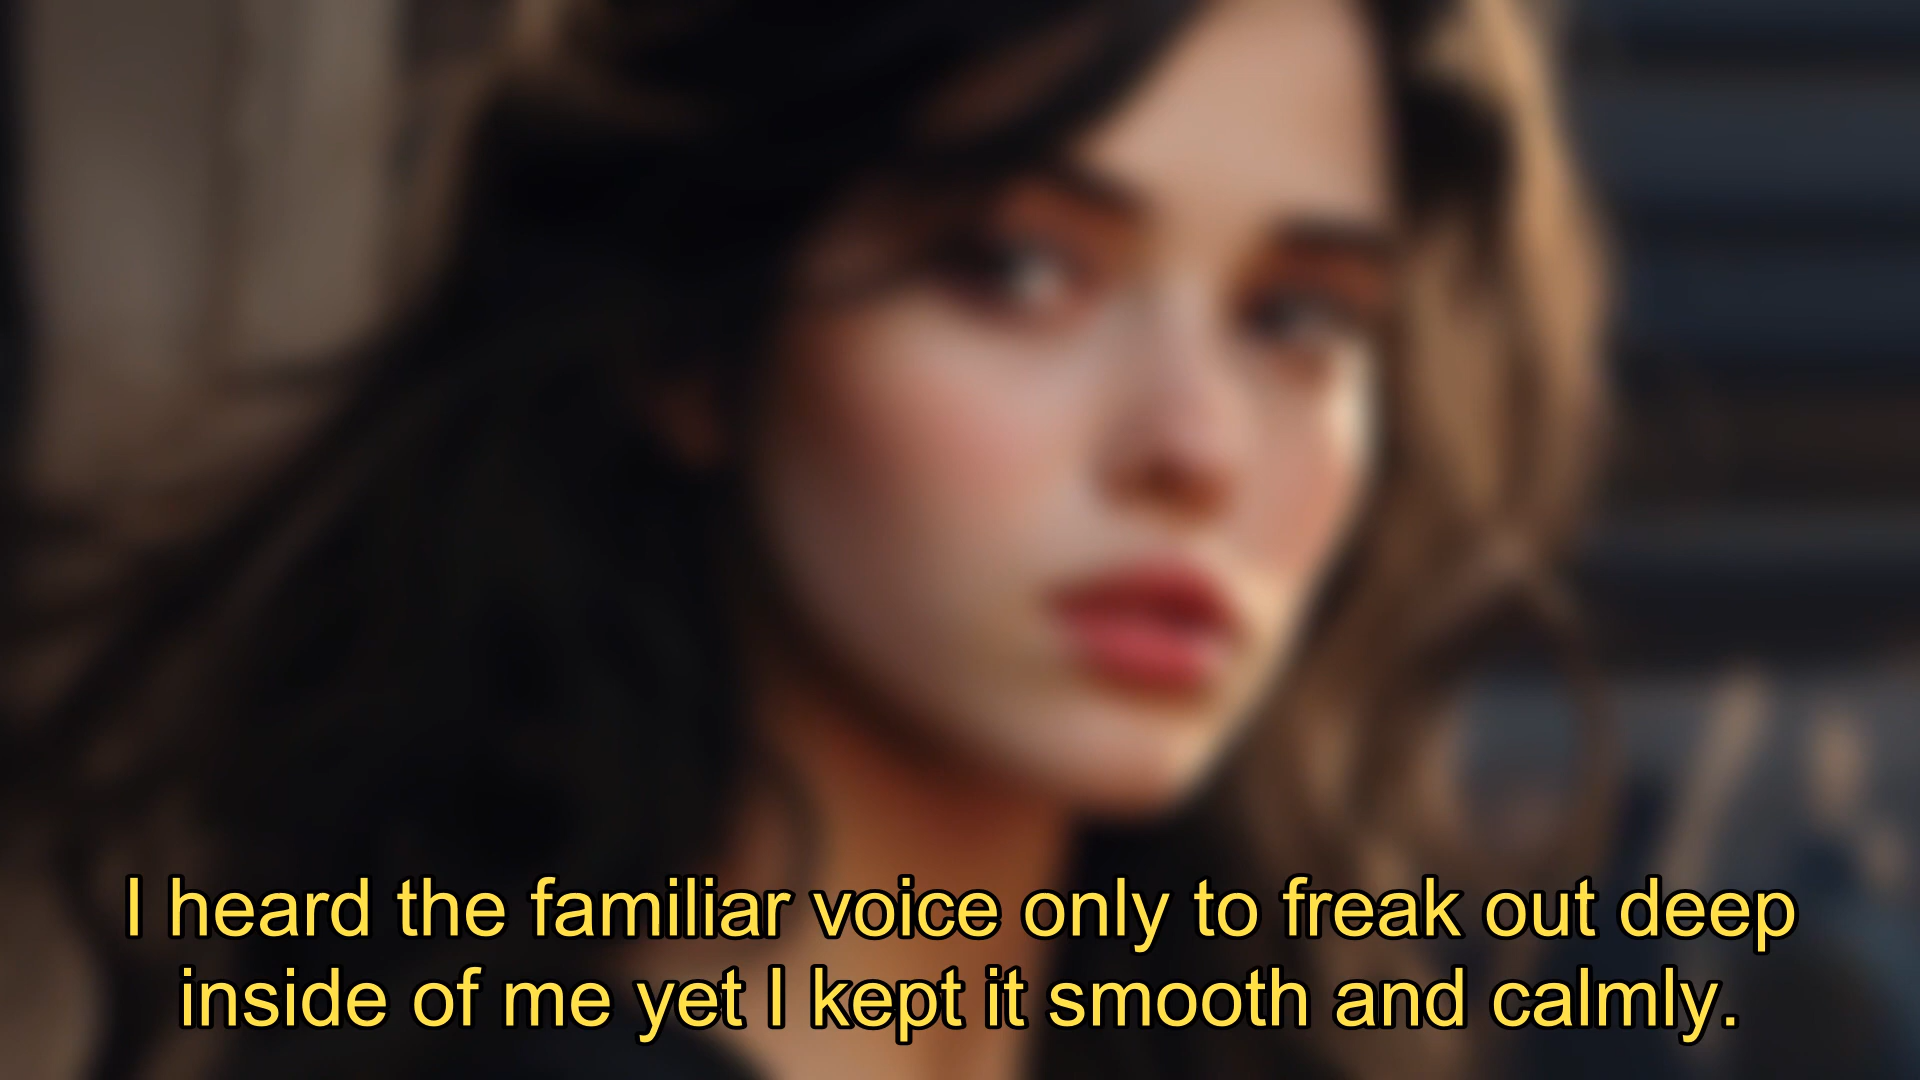 I heard the familiar voice only to freak out deep
inside of me yet I kept it smooth and calmly.